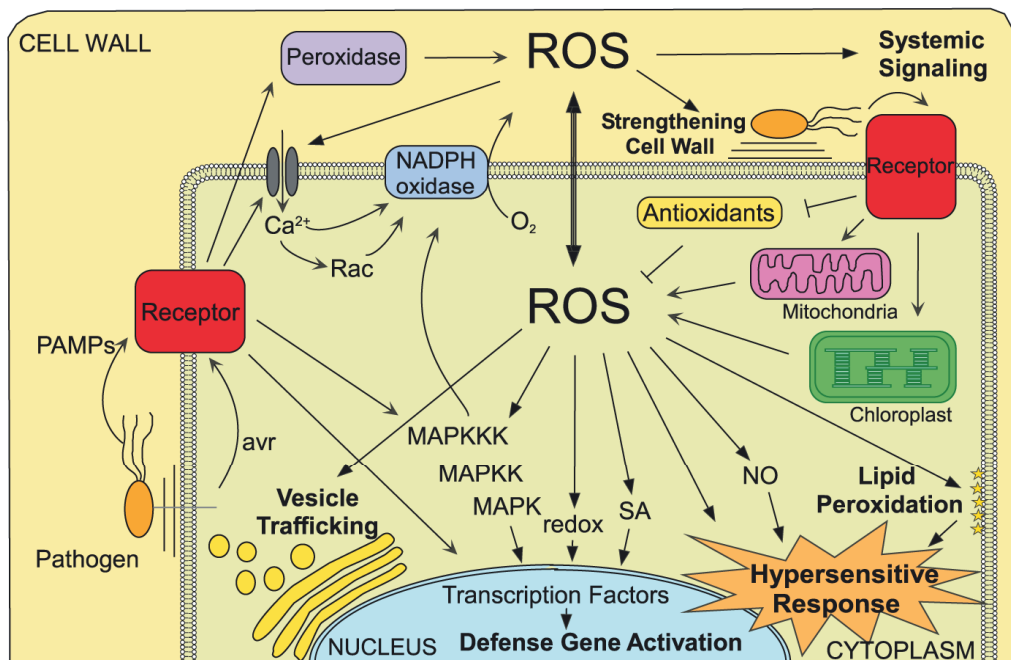 CELL WALL
Peroxidase
ROS
Systemic
Signaling
Strengthening
Cell Wall
Receptor
NADPH
oxidase
Antioxidants
Ca²⁺
O₂
Rac
Receptor
ROS
Mitochondria
PAMPs
Chloroplast
MAPKKK
avr
MAPKK
NO
Lipid
Peroxidation
Vesicle
Trafficking
MAPK
redox
SA
Pathogen
Hypersensitive
Response
Transcription Factors
NUCLEUS
Defense Gene Activation
CYTOPLASM